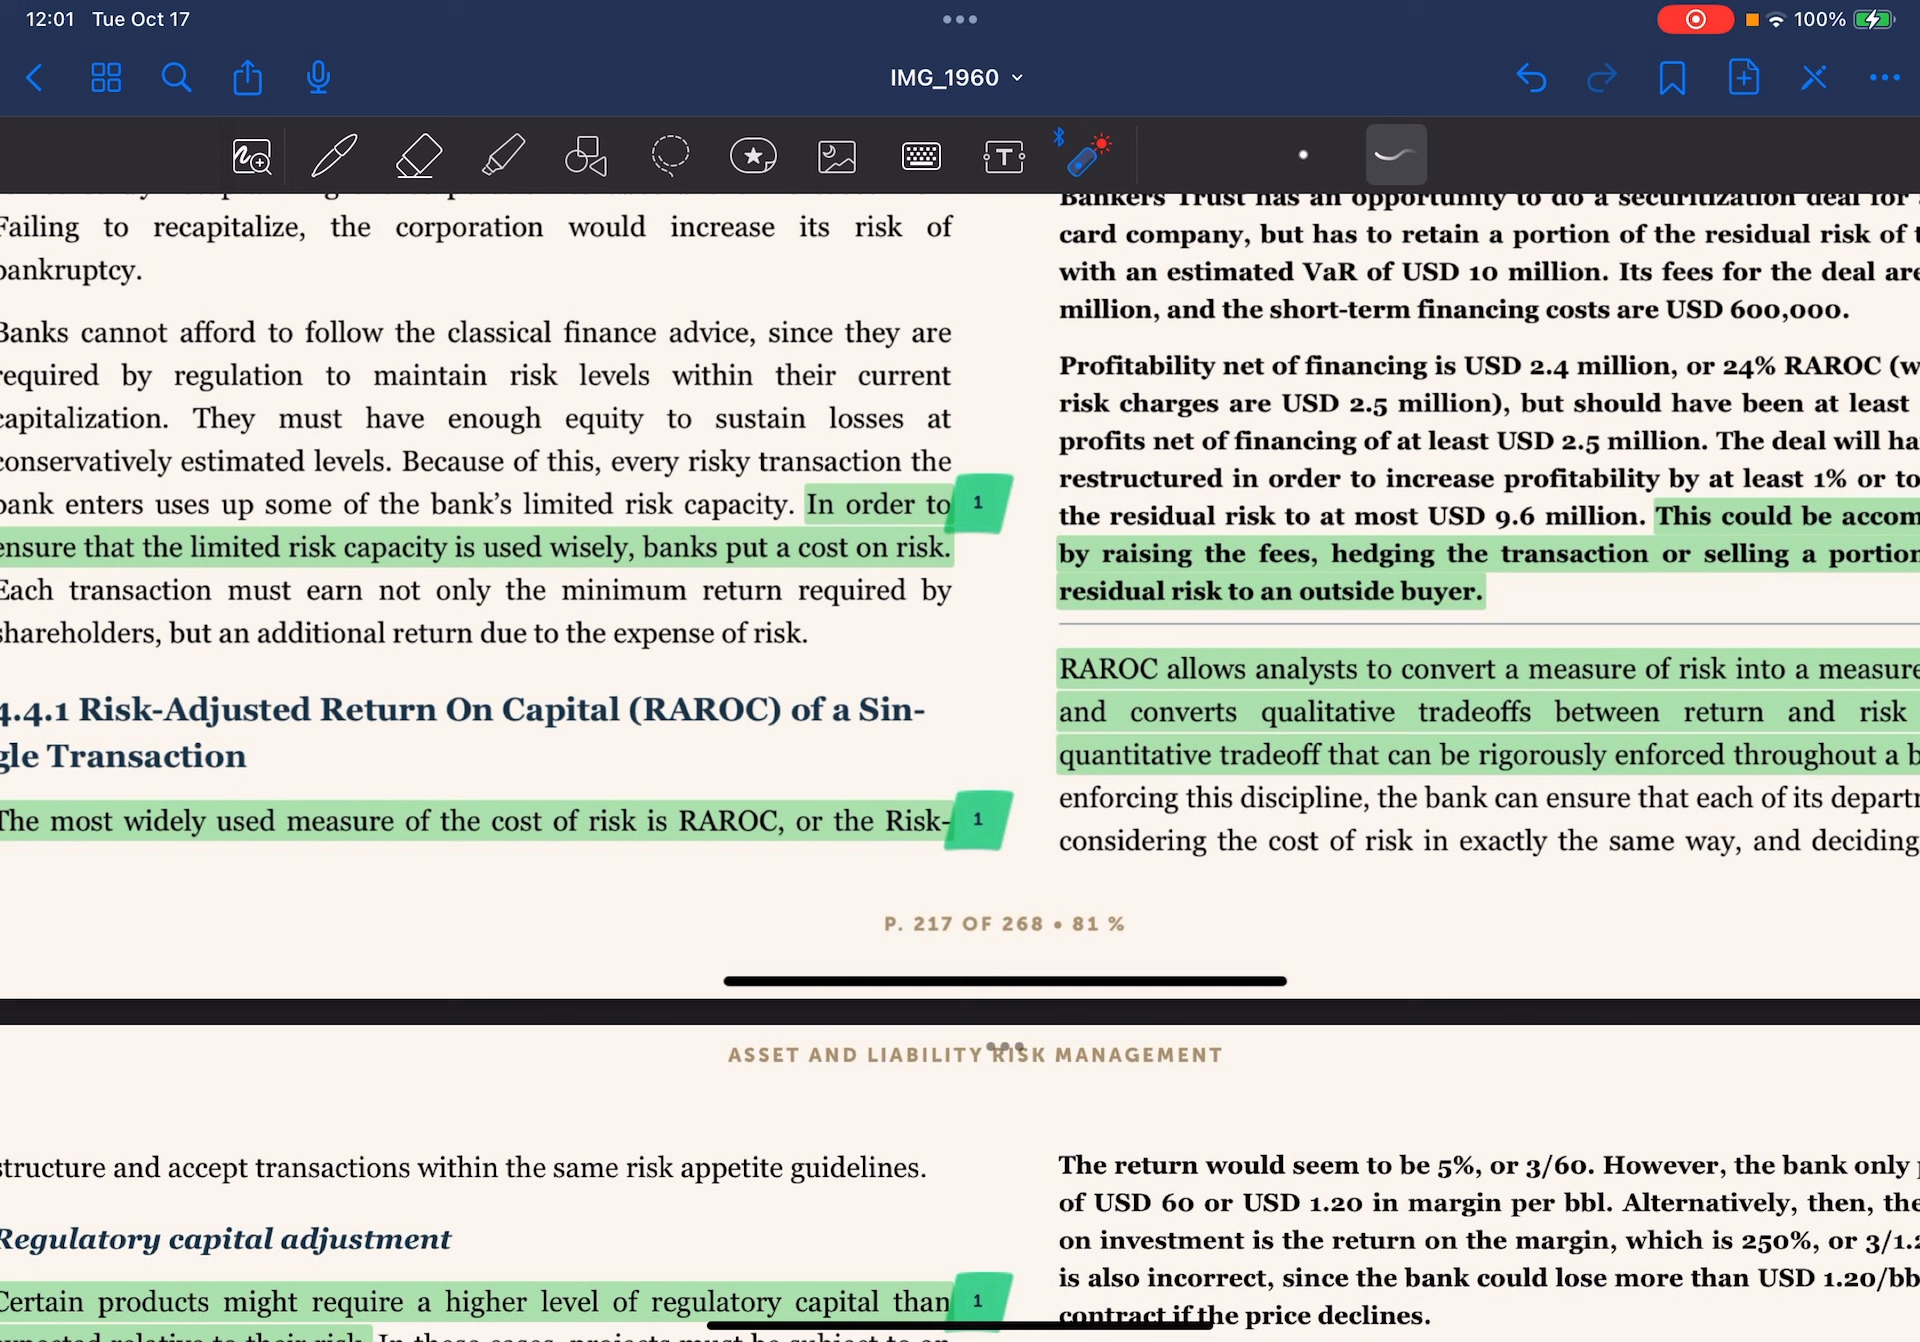 12:01 Tue Oct 17
100%
IMG_1960
Failing to recapitalize, the corporation would increase its risk of
bankruptcy.
Banks cannot afford to follow the classical finance advice, since they are
required by regulation to maintain risk levels within their current
capitalization. They must have enough equity to sustain losses at
conservatively estimated levels. Because of this, every risky transaction the
bank enters uses up some of the bank’s limited risk capacity. In order to
1
ensure that the limited risk capacity is used wisely, banks put a cost on risk.
Each transaction must earn not only the minimum return required by
shareholders, but an additional return due to the expense of risk.
4.4.1 Risk-Adjusted Return On Capital (RAROC) of a Sin-
gle Transaction
The most widely used measure of the cost of risk is RAROC, or the Risk-
1
Bankers Trust has an opportunity to do a securitization deal for
card company, but has to retain a portion of the residual risk of
with an estimated VaR of USD 10 million. Its fees for the deal are
million, and the short-term financing costs are USD 600,000.
Profitability net of financing is USD 2.4 million, or 24% RAROC
risk charges are USD 2.5 million), but should have been at least
profits net of financing of at least USD 2.5 million. The deal will
restructured in order to increase profitability by at least 1% or to
the residual risk to at most USD 9.6 million. This could be
by raising the fees, hedging the transaction or selling a portion
residual risk to an outside buyer.
RAROC allows analysts to convert a measure of risk into a measure
and converts qualitative tradeoffs between return and risk
quantitative tradeoff that can be rigorously enforced throughout a
enforcing this discipline, the bank can ensure that each of its
considering the cost of risk in exactly the same way, and deciding
P. 217 OF 268 • 81 %
ASSET AND LIABILITY RISK MANAGEMENT
structure and accept transactions within the same risk appetite guidelines.
Regulatory capital adjustment
Certain products might require a higher level of regulatory capital than
1
The return would seem to be 5%, or 3/60. However, the bank only
of USD 60 or USD 1.20 in margin per bbl. Alternatively, then, the
on investment is the return on the margin, which is 250%, or
is also incorrect, since the bank could lose more than USD 1.20/bbl
contract if the price declines.